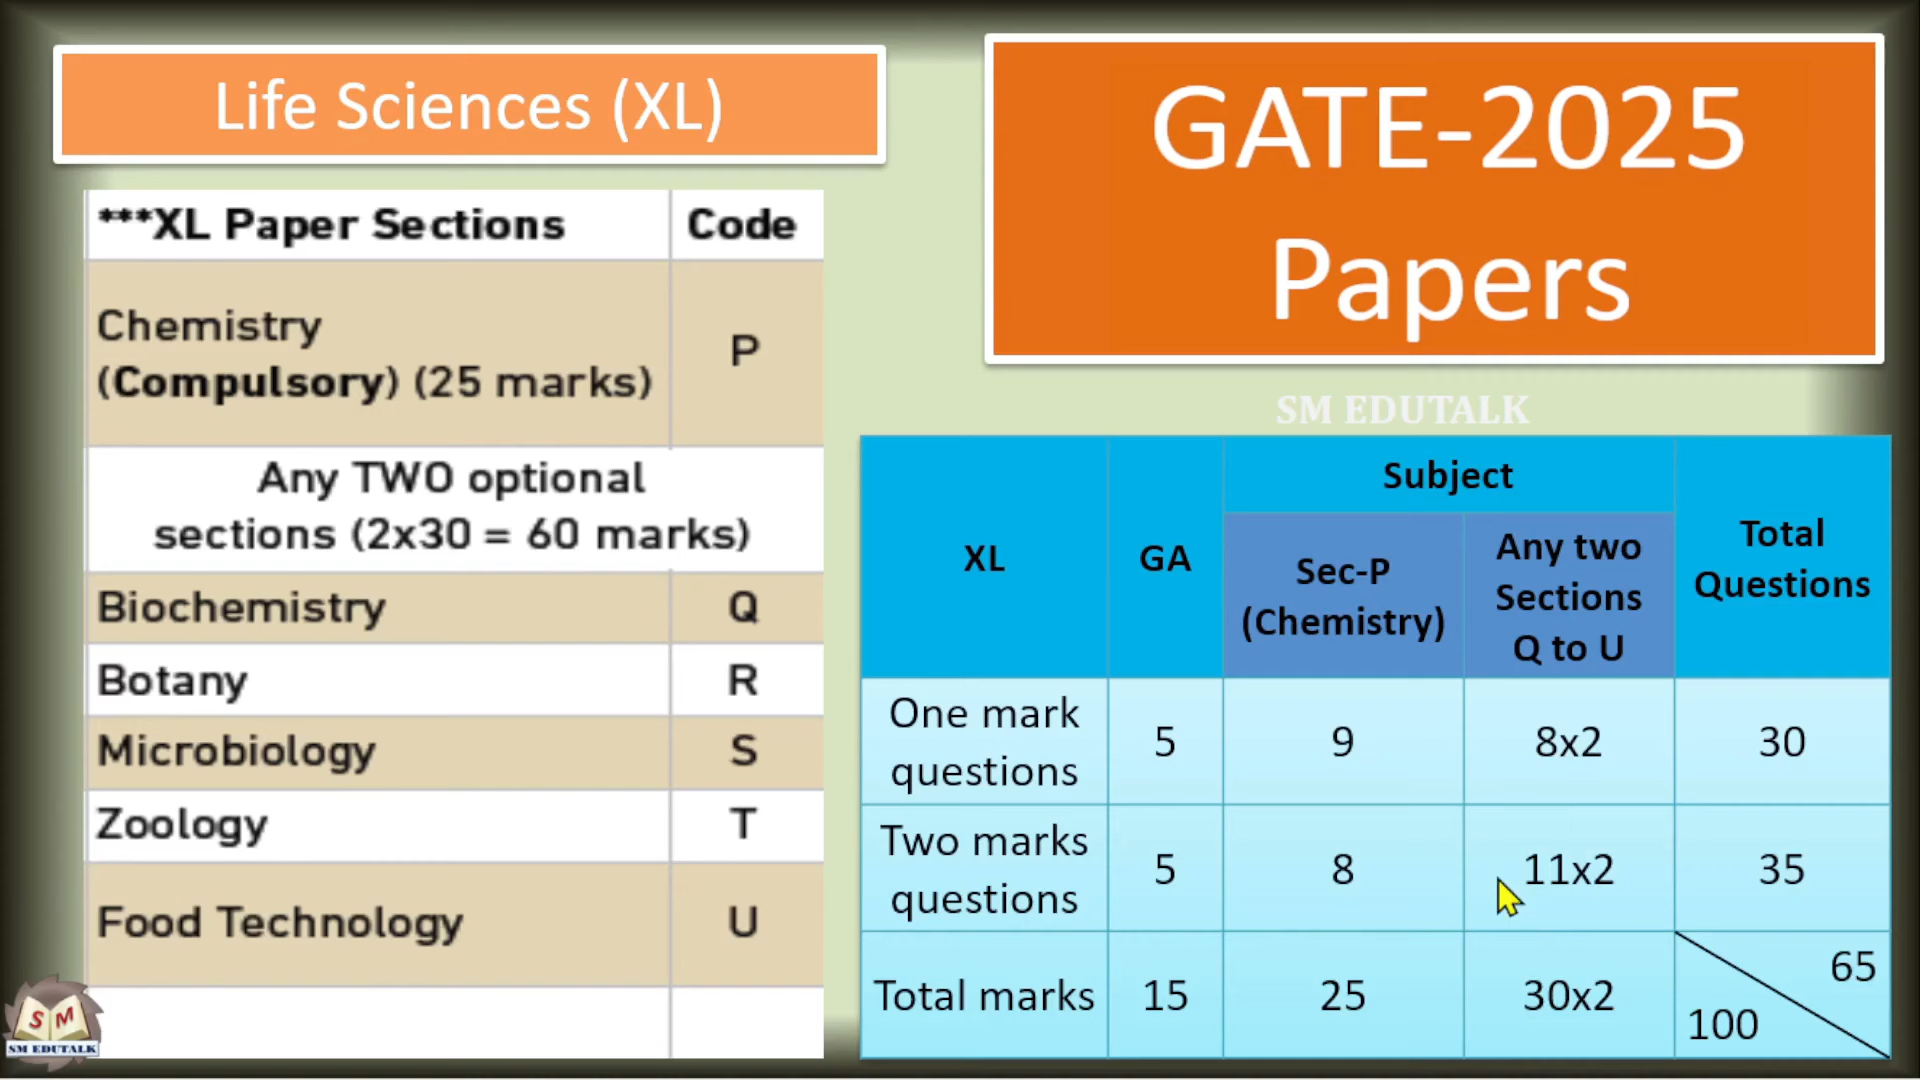 Life Sciences (XL)
GATE-2025
Papers
***XL Paper Sections Code
Chemistry
(Compulsory) (25 marks) P
Any TWO optional
sections (2x30 = 60 marks)
Biochemistry Q
Botany R
Microbiology S
Zoology T
Food Technology U
SM EDUTALK
XL GA Subject Total
Questions
Sec-P
(Chemistry)
Any two
Sections
Q to U
One mark
questions 5 9 8x2 30
Two marks
questions 5 8 11x2 35
Total marks 15 25 30x2 65
100
S M
SM EDUTALK